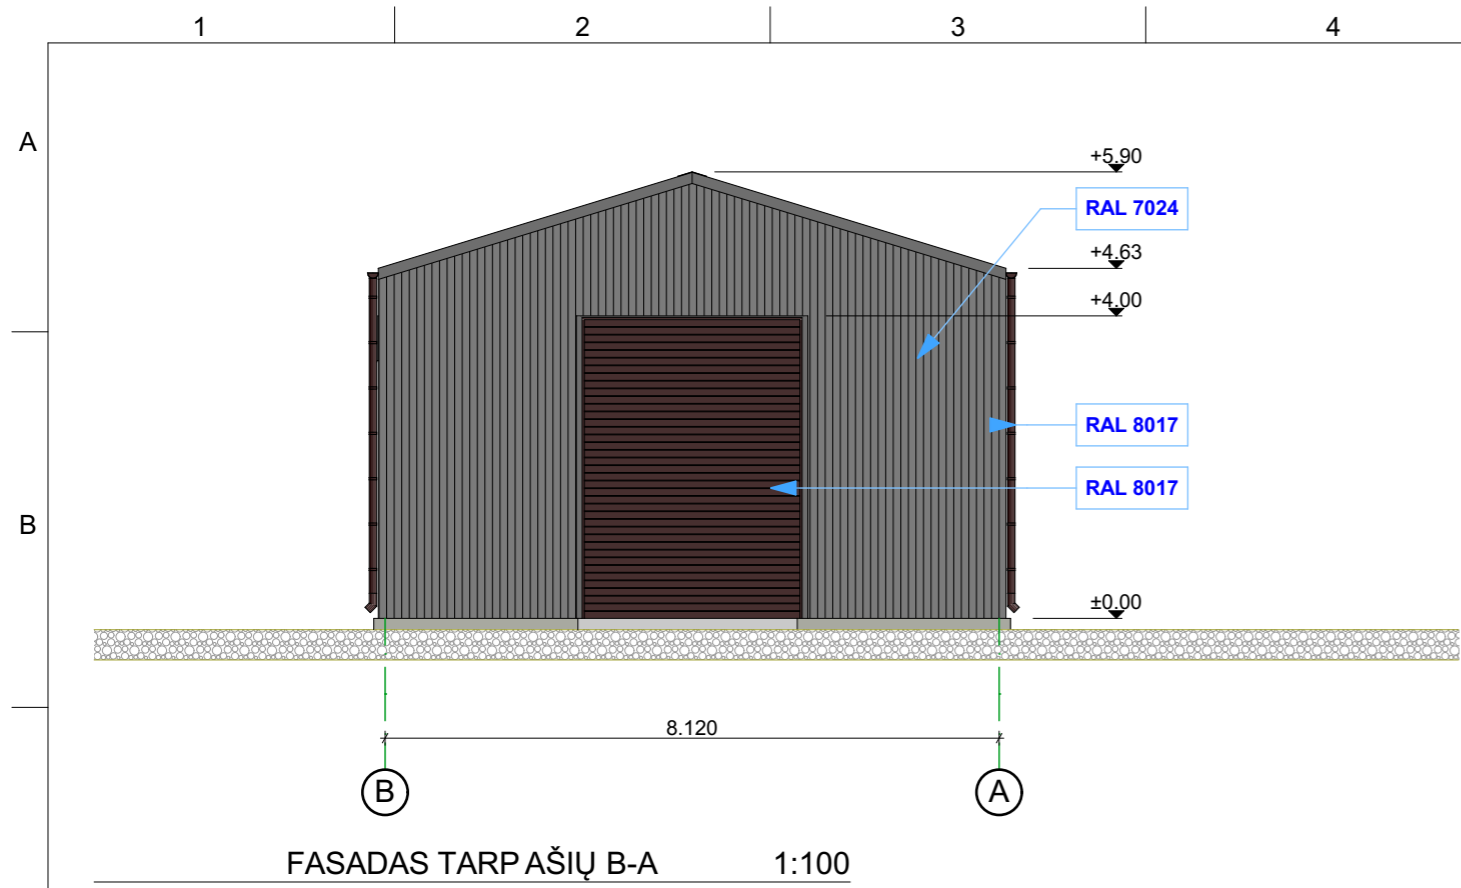 1 2 3 4
A
+5.90
RAL 7024
+4.63
+4.00
RAL 8017
RAL 8017
B
±0.00
8.120
B A
FASADAS TARP AŠIŲ B-A 1:100